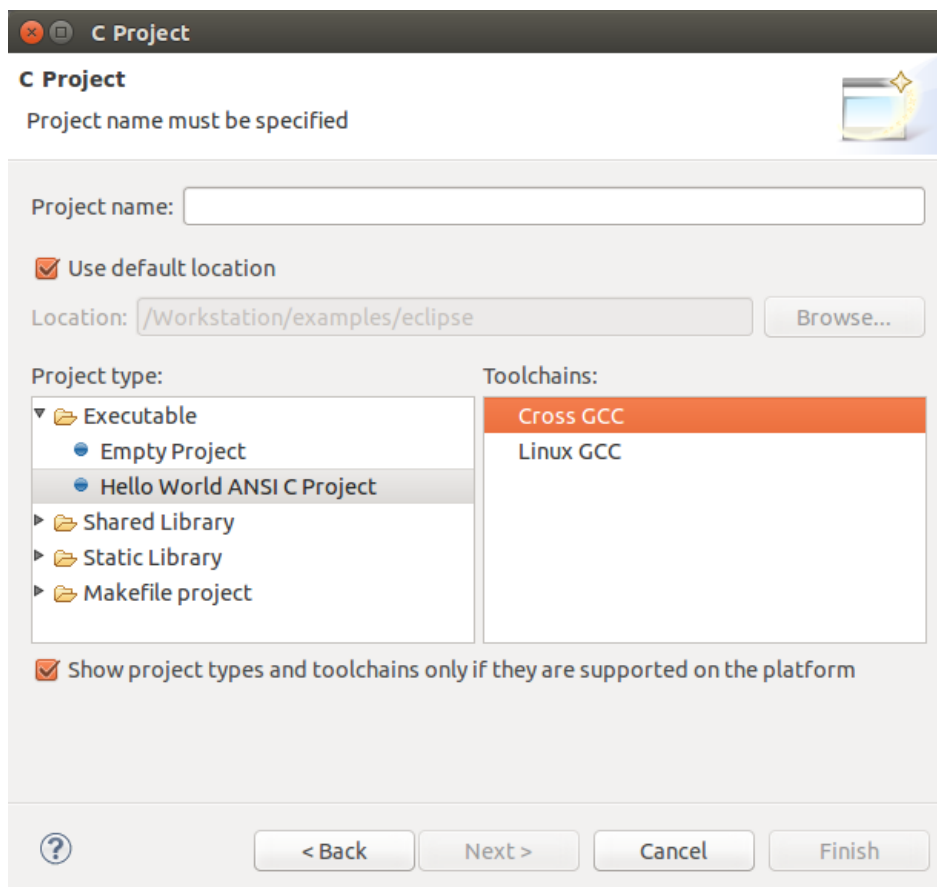 C Project
C Project
Project name must be specified
Project name:
Use default location
Location: /Workstation/examples/eclipse Browse...
Project type: Toolchains:
Executable Cross GCC
Empty Project Linux GCC
Hello World ANSI C Project
Shared Library
Static Library
Makefile project
Show project types and toolchains only if they are supported on the platform
? < Back Next > Cancel Finish